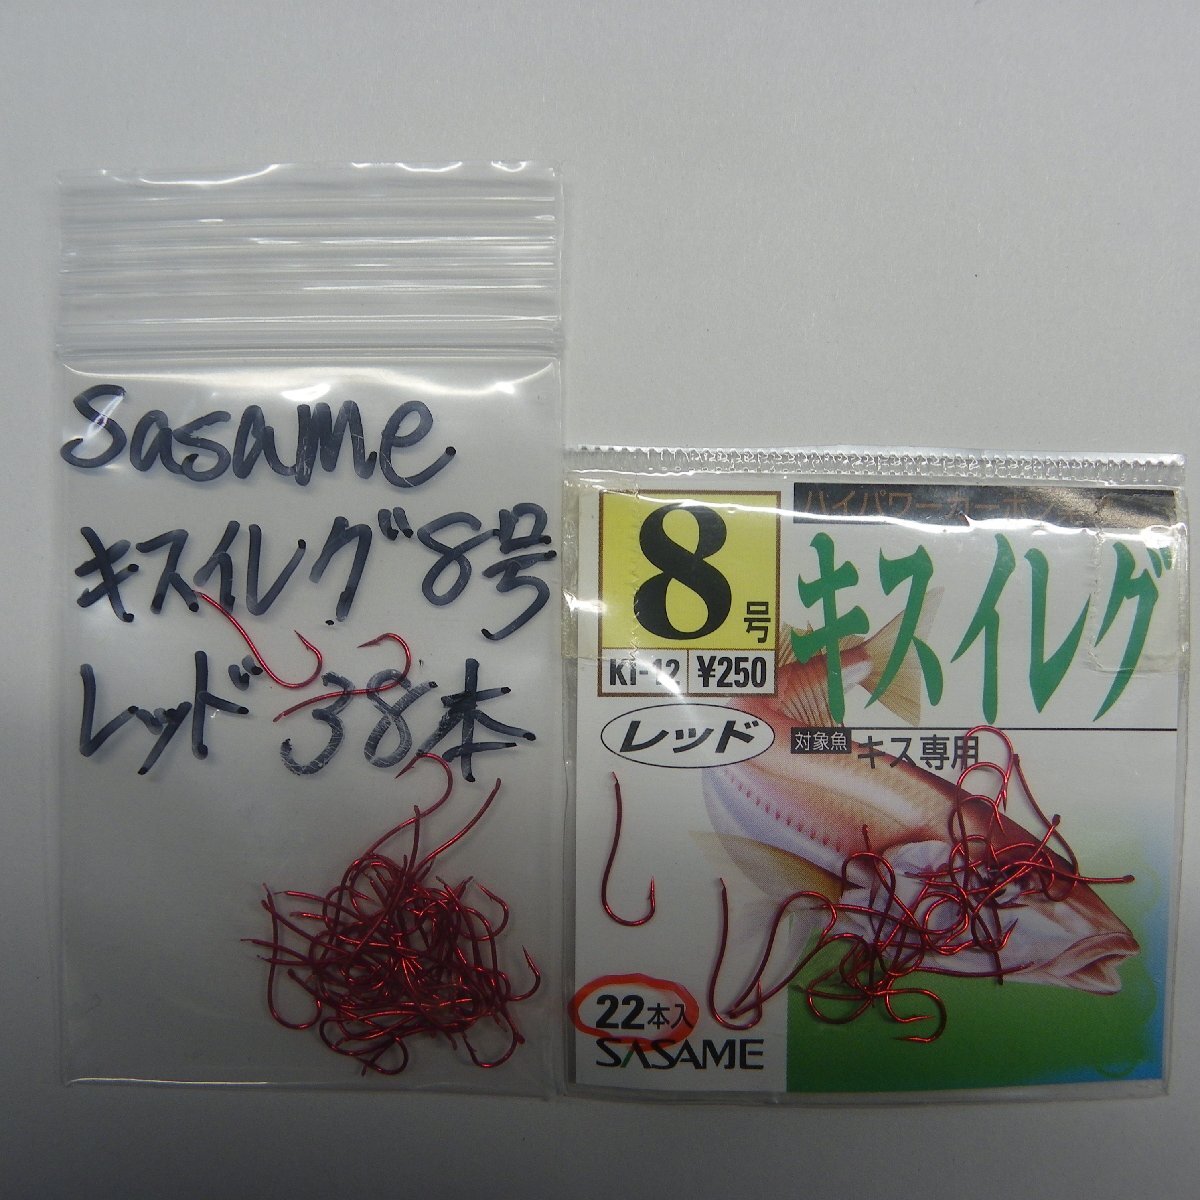 Sasame
キスイレグ 8号
レッド 38本
8号
KI-12 ¥250
ハイパワーカーボン
キスイレグ
レッド
対象魚 キス専用
22本入
SASAME